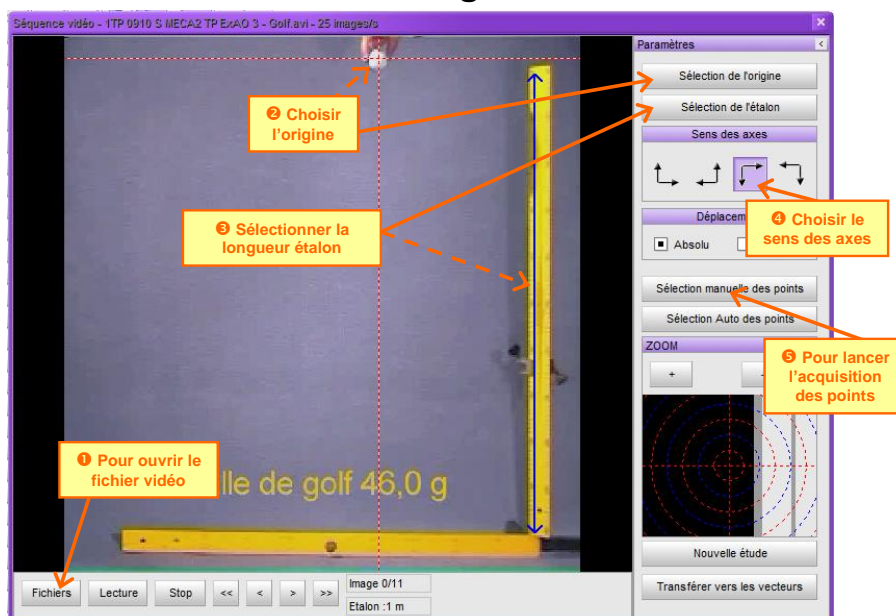 Séquence vidéo - 1TP 0910 S MECA2 TP ExAO 3 - Golf.avi - 25 images/s
Paramètres
Sélection de l'origine
❷ Choisir
l'origine
Sélection de l'étalon
Sens des axes
❸ Sélectionner la
longueur étalon
❹ Choisir le
sens des axes
Absolu
Sélection manuelle des points
Sélection Auto des points
ZOOM
+
❺ Pour lancer
l'acquisition
des points
❶ Pour ouvrir le
fichier vidéo
de golf 46,0 g
Nouvelle étude
Fichiers Lecture Stop << < > >> Image 0/11
Etalon :1 m
Transférer vers les vecteurs